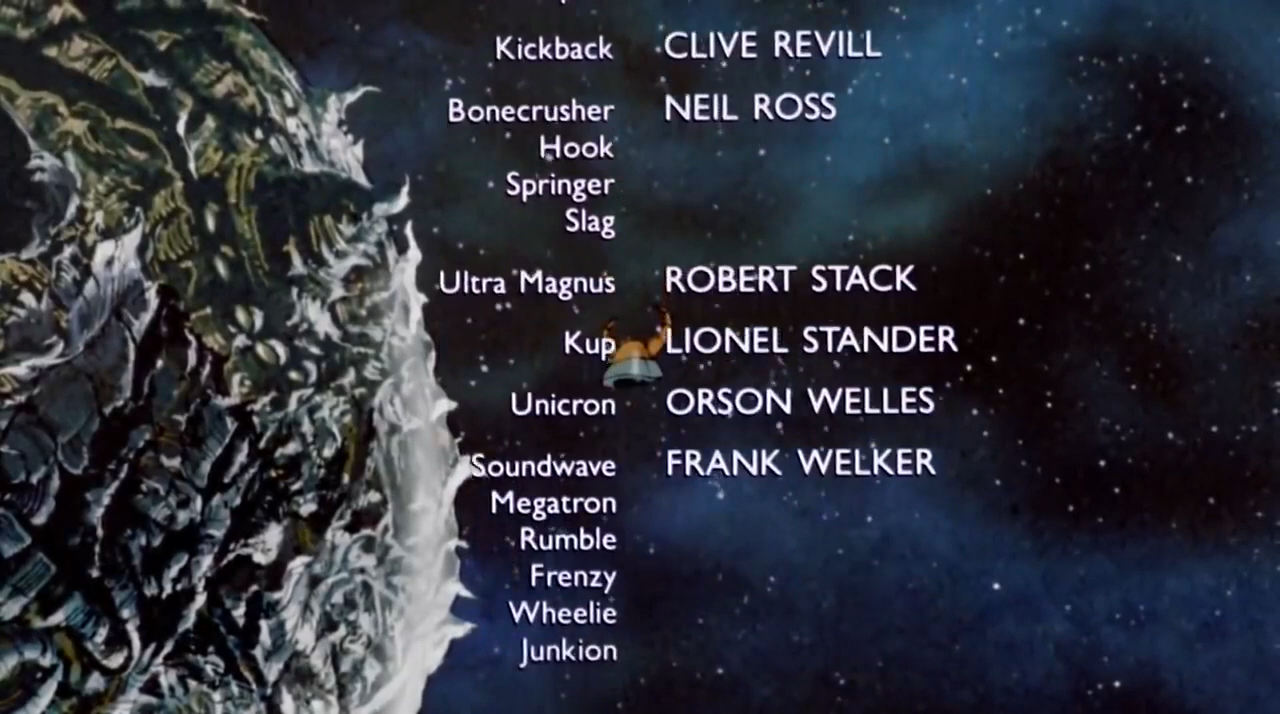 Kickback CLIVE REVILL
Bonecrusher NEIL ROSS
Hook
Springer
Slag
Ultra Magnus ROBERT STACK
Kup LIONEL STANDER
Unicron ORSON WELLES
Soundwave FRANK WELKER
Megatron
Rumble
Frenzy
Wheelie
Junkion